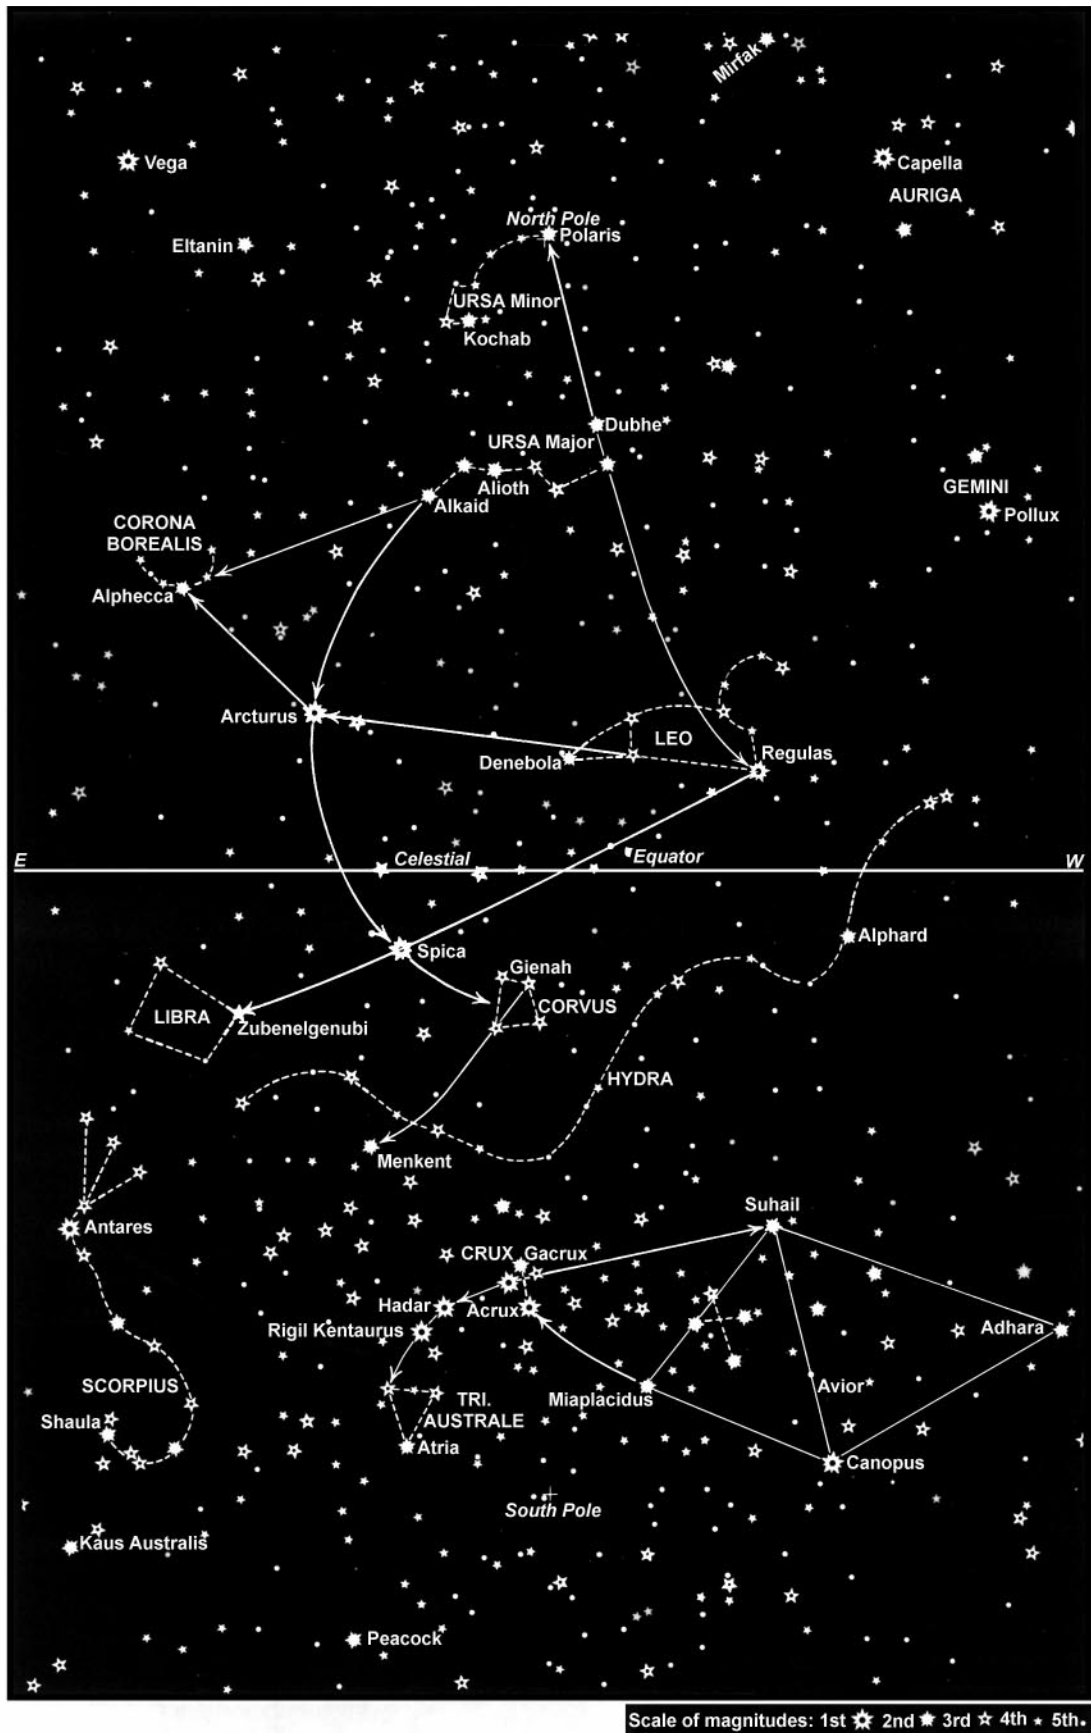 Mirfak
Vega
Capella
AURIGA
North Pole
Polaris
Eltanin
URSA Minor
Kochab
Dubhe
URSA Major
Alioth
GEMINI
Alkaid
Pollux
CORONA
BOREALIS
Alphecca
Arcturus
LEO
Denebola
Regulas
E
Celestial
Equator
W
Spica
Alphard
Gienah
CORVUS
LIBRA
Zubenelgenubi
HYDRA
Menkent
Antares
Suhail
CRUX
Gacrux
Hadar
Acrux
Rigil Kentaurus
Adhara
SCORPIUS
TRI.
AUSTRALE
Miaplacidus
Avior
Shaula
Atria
Canopus
South Pole
Kaus Australis
Peacock
Scale of magnitudes: 1st 2nd 3rd 4th 5th